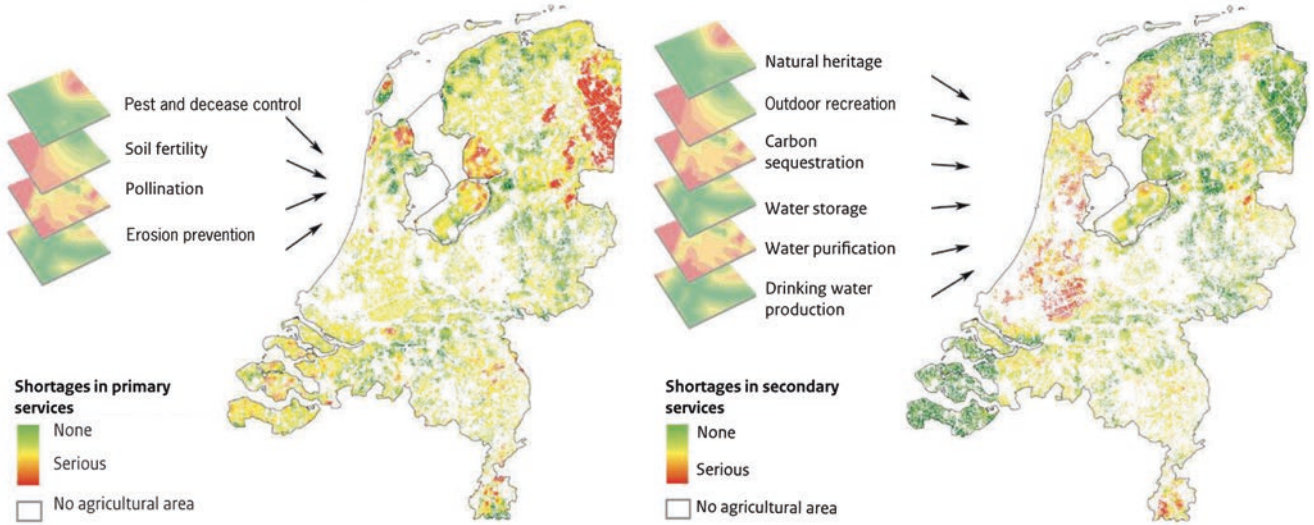 Pest and decease control
Soil fertility
Pollination
Erosion prevention
Shortages in primary
services
None
Serious
No agricultural area
Natural heritage
Outdoor recreation
Carbon
sequestration
Water storage
Water purification
Drinking water
production
Shortages in secondary
services
None
Serious
No agricultural area